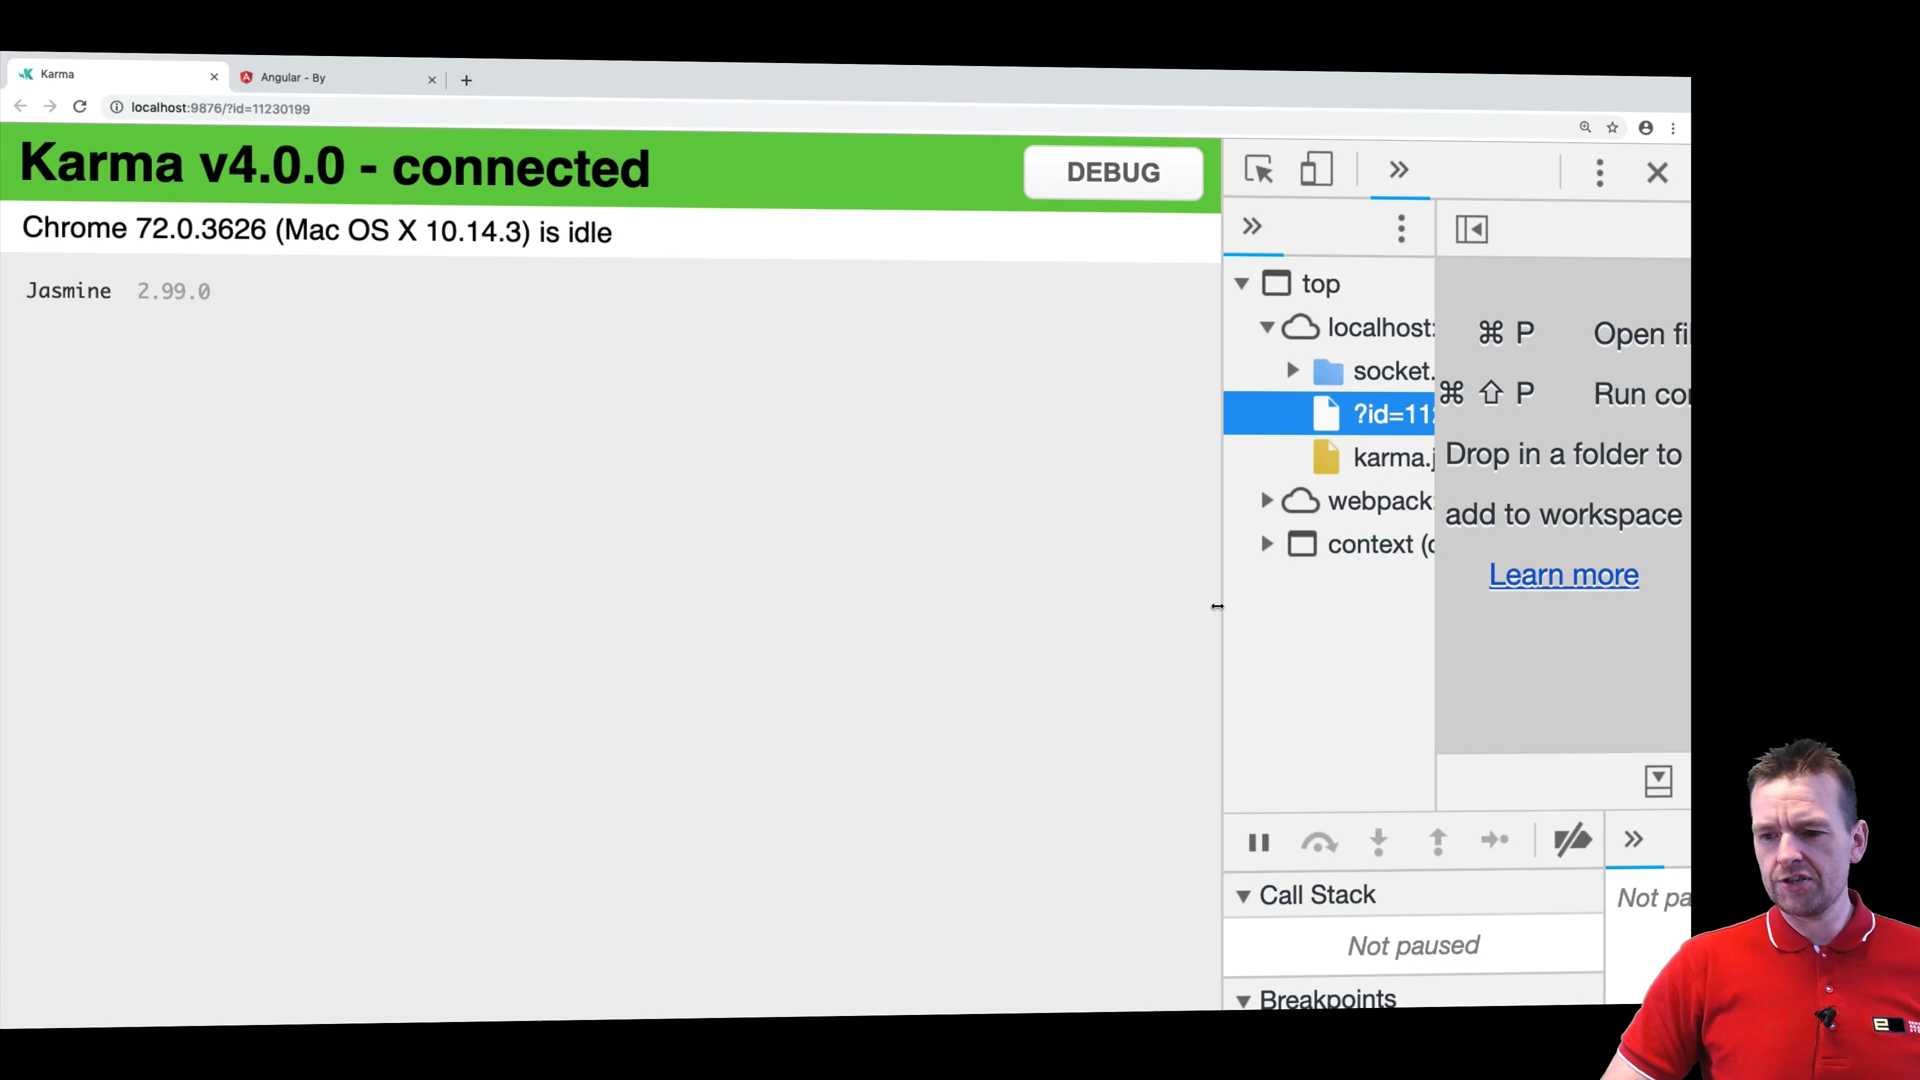 Karma
Angular - By
localhost:9876/?id=11230199
Karma v4.0.0 - connected
DEBUG
Chrome 72.0.3626 (Mac OS X 10.14.3) is idle
Jasmine 2.99.0
top
localhost:
socket.
?id=112
karma.j
webpack:
context (
⌘ P Open fi
⌘ ⇧ P Run co
Drop in a folder to
add to workspace
Learn more
Call Stack
Not paused
Breakpoints
Not pa